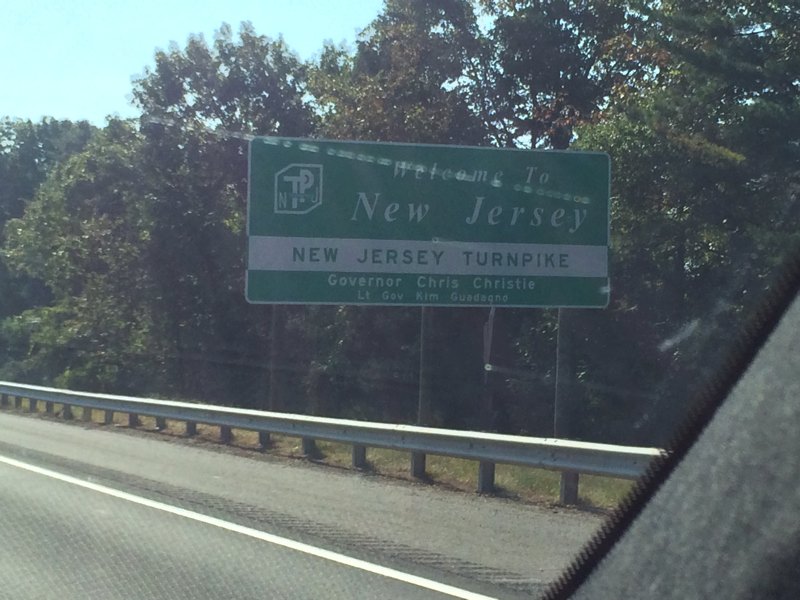 Welcome To
New Jersey
N T P J
NEW JERSEY TURNPIKE
Governor Chris Christie
Lt Gov Kim Guadagno